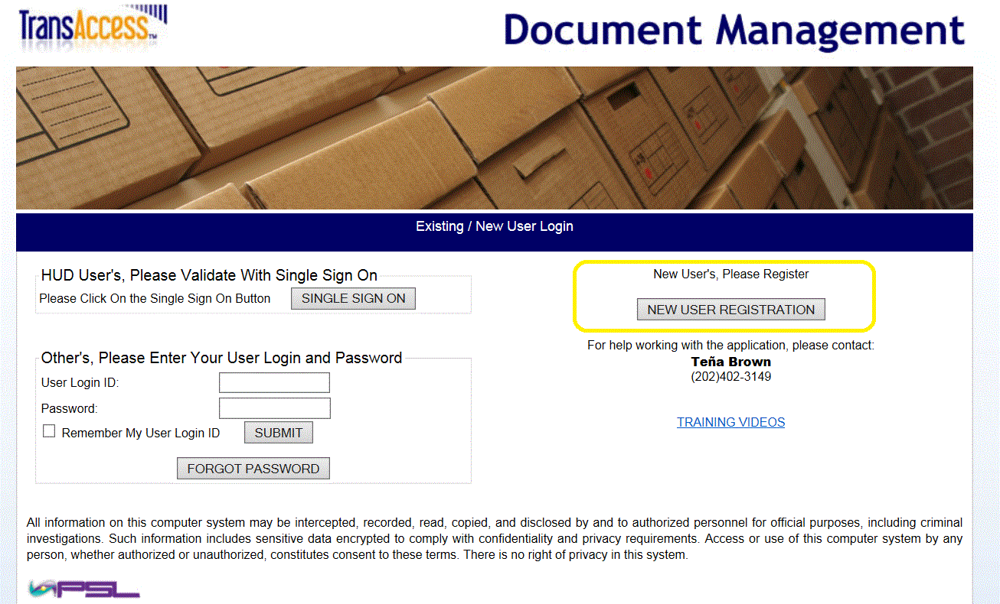 TransAccess™
Document Management
Existing / New User Login
HUD User's, Please Validate With Single Sign On
Please Click On the Single Sign On Button
SINGLE SIGN ON
Other's, Please Enter Your User Login and Password
User Login ID:
Password:
Remember My User Login ID
SUBMIT
FORGOT PASSWORD
New User's, Please Register
NEW USER REGISTRATION
For help working with the application, please contact:
Teña Brown
(202)402-3149
TRAINING VIDEOS
All information on this computer system may be intercepted, recorded, read, copied, and disclosed by and to authorized personnel for official purposes, including criminal
investigations. Such information includes sensitive data encrypted to comply with confidentiality and privacy requirements. Access or use of this computer system by any
person, whether authorized or unauthorized, constitutes consent to these terms. There is no right of privacy in this system.
PSL